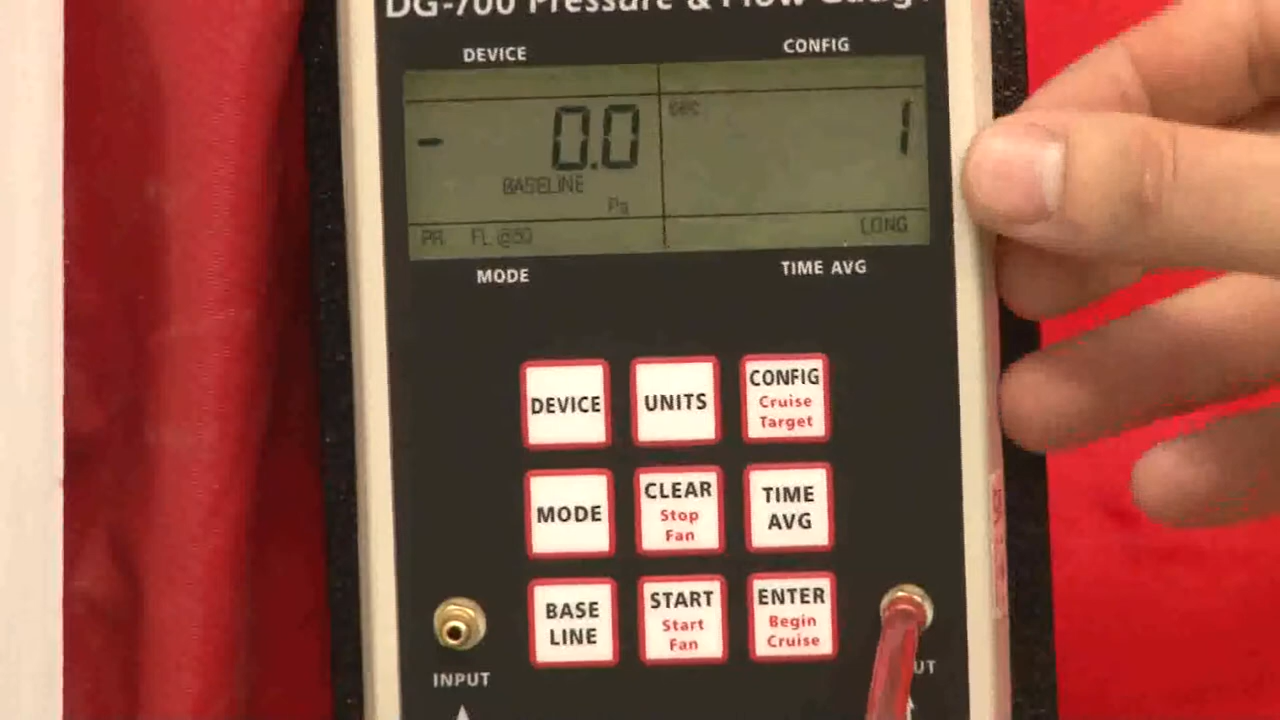 DG-700 Pressure & Flow Gauge
DEVICE CONFIG
- 0.0 SEC 1
BASELINE
Pa
PR FL @50 LONG
MODE TIME AVG
DEVICE
UNITS
CONFIG
Cruise
Target
MODE
CLEAR
Stop
Fan
TIME
AVG
BASE
LINE
START
Start
Fan
ENTER
Begin
Cruise
INPUT
UT